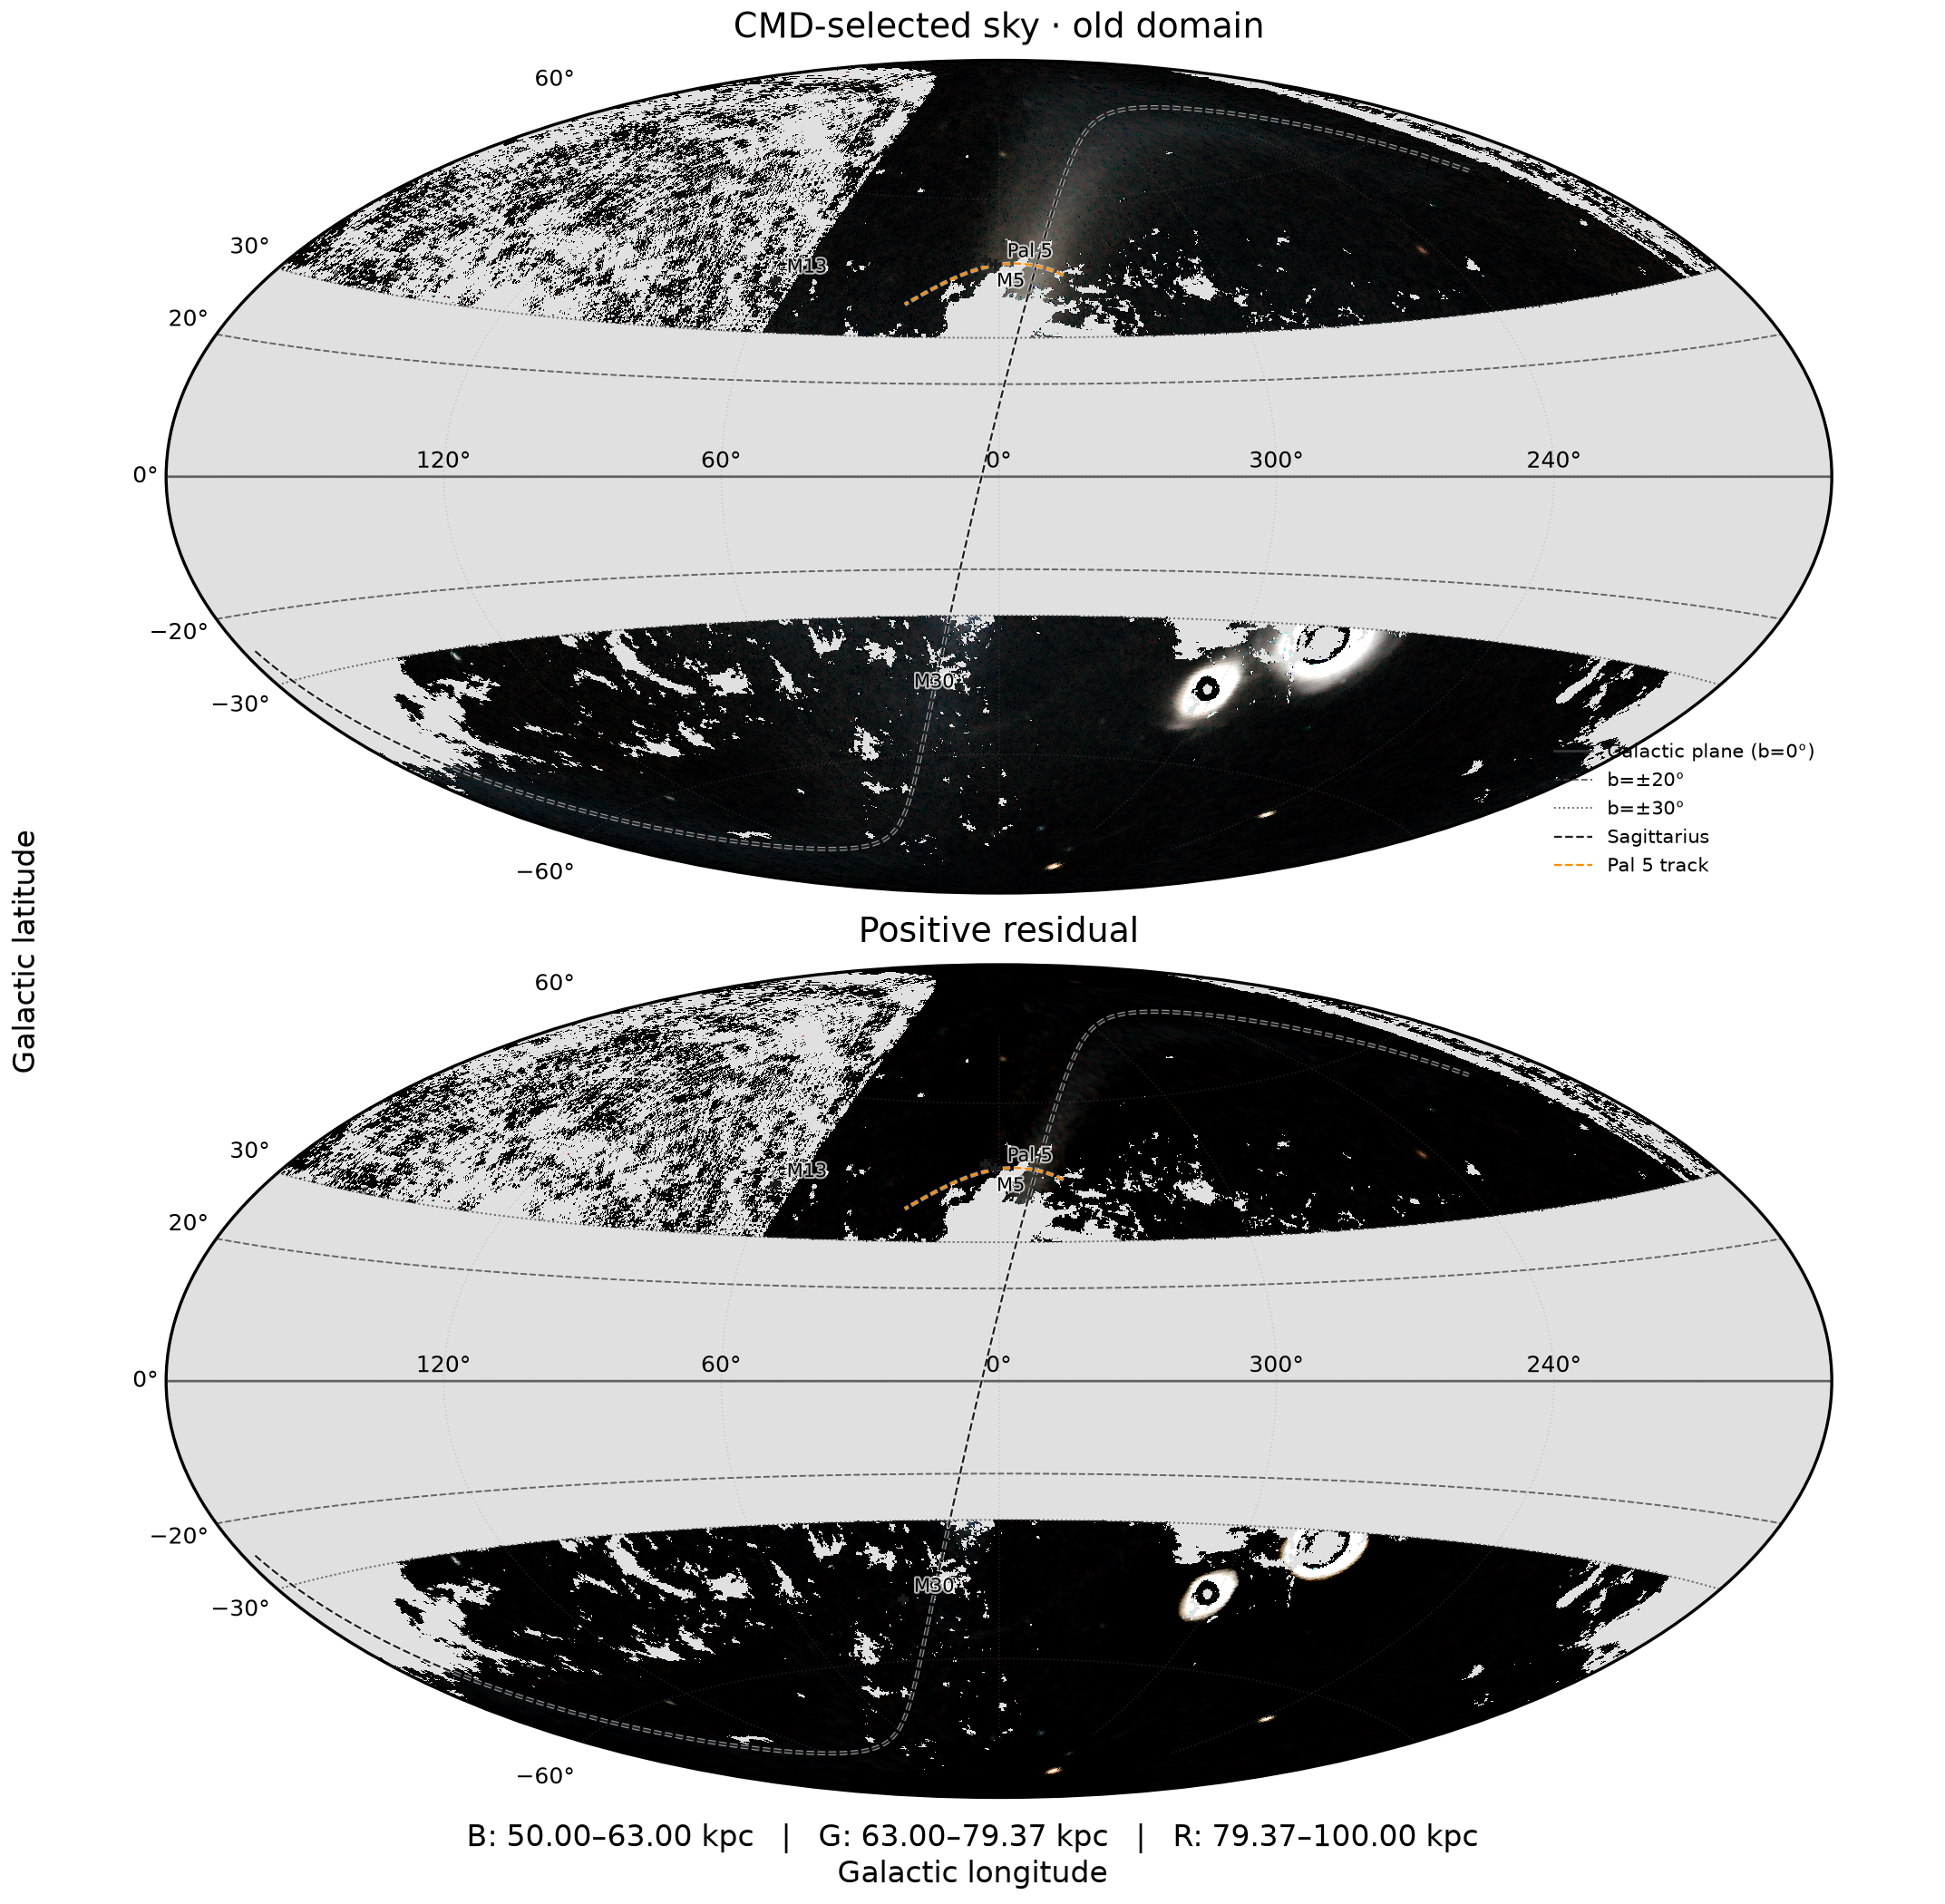 CMD-selected sky · old domain
60°
30°
20°
0°
−20°
−30°
−60°
120°
60°
0°
300°
240°
M13
Pal 5
M5
M30
Galactic plane (b=0°)
b=±20°
b=±30°
Sagittarius
Pal 5 track
Galactic latitude
Positive residual
60°
30°
20°
0°
−20°
−30°
−60°
120°
60°
0°
300°
240°
M13
Pal 5
M5
M30
B: 50.00–63.00 kpc | G: 63.00–79.37 kpc | R: 79.37–100.00 kpc
Galactic longitude